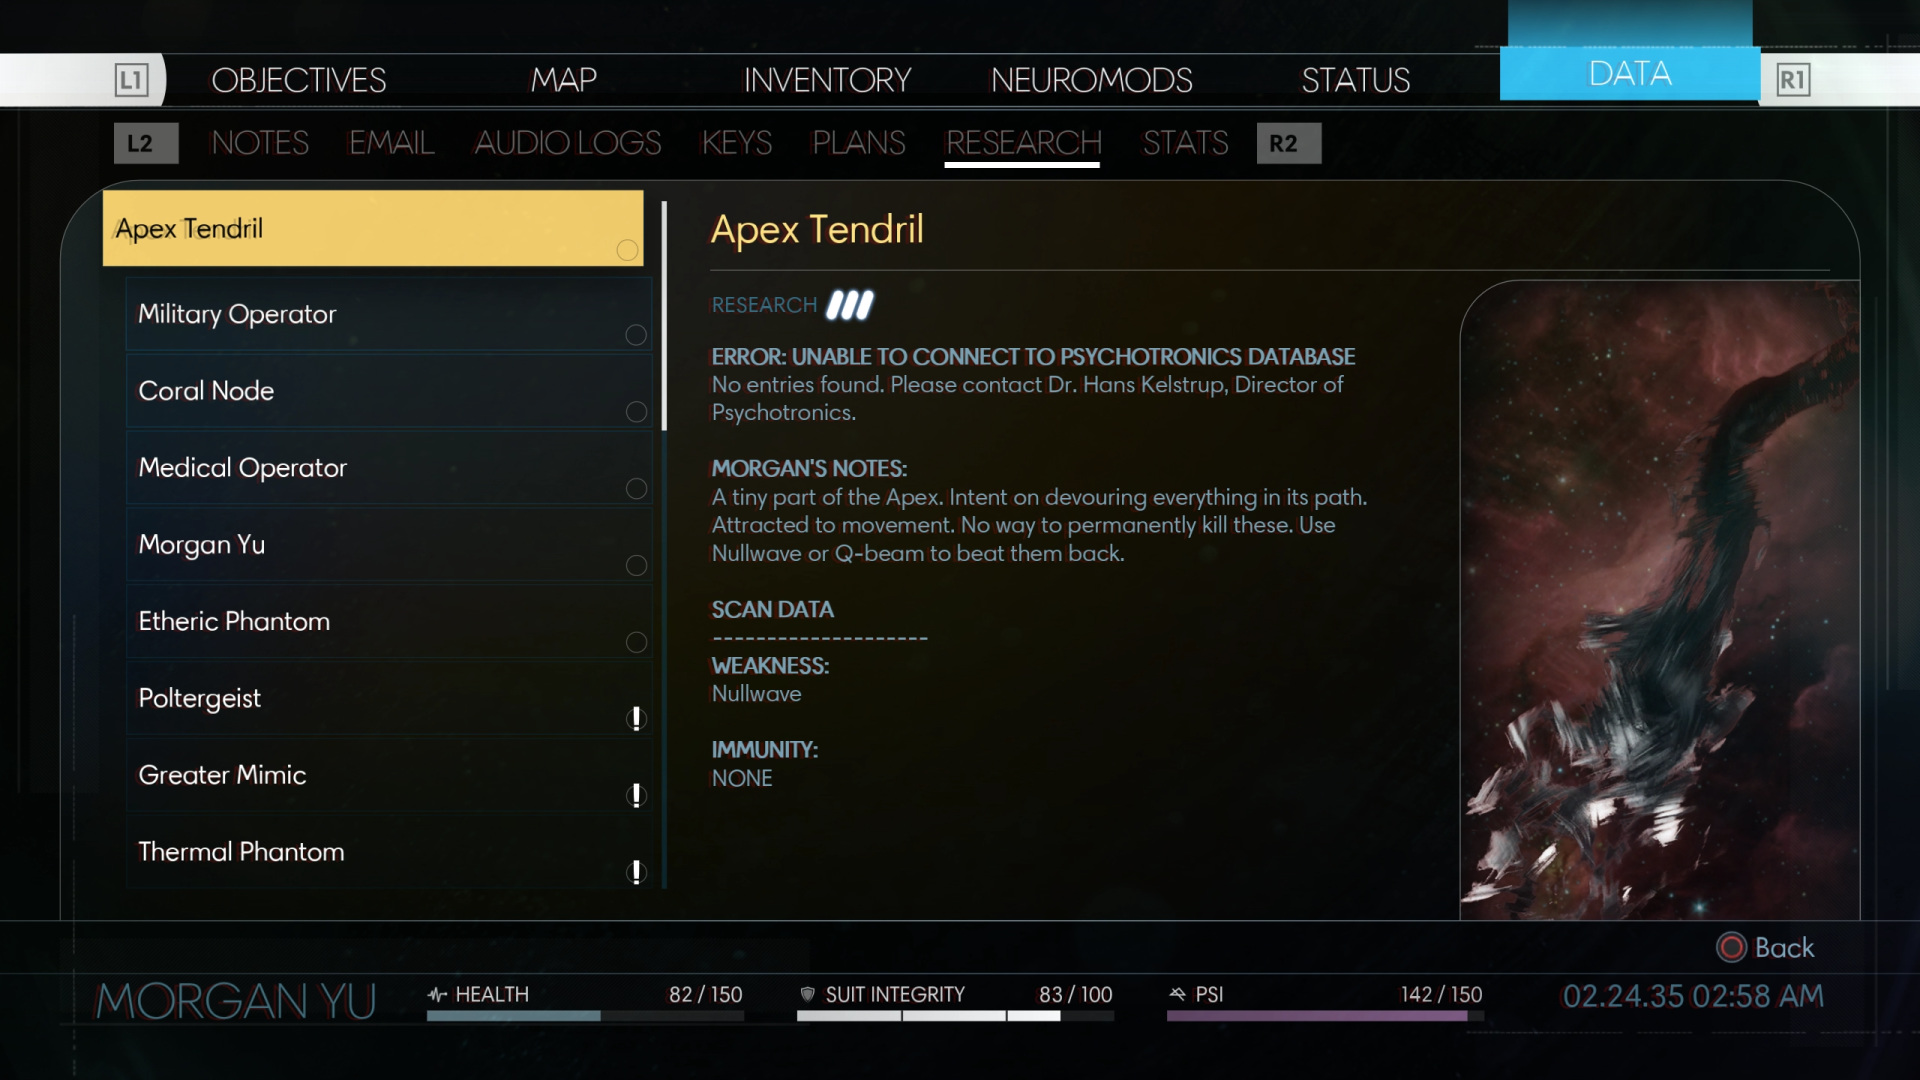 L1 OBJECTIVES MAP INVENTORY NEUROMODS STATUS DATA R1
L2 NOTES EMAIL AUDIO LOGS KEYS PLANS RESEARCH STATS R2
Apex Tendril
Military Operator
Coral Node
Medical Operator
Morgan Yu
Etheric Phantom
Poltergeist
!
Greater Mimic
!
Thermal Phantom
!
Apex Tendril
RESEARCH
ERROR: UNABLE TO CONNECT TO PSYCHOTRONICS DATABASE
No entries found. Please contact Dr. Hans Kelstrup, Director of
Psychotronics.
MORGAN'S NOTES:
A tiny part of the Apex. Intent on devouring everything in its path.
Attracted to movement. No way to permanently kill these. Use
Nullwave or Q-beam to beat them back.
SCAN DATA
--------------------
WEAKNESS:
Nullwave
IMMUNITY:
NONE
Back
MORGAN YU HEALTH 82 / 150 SUIT INTEGRITY 83 / 100 PSI 142 / 150 02.24.35 02:58 AM